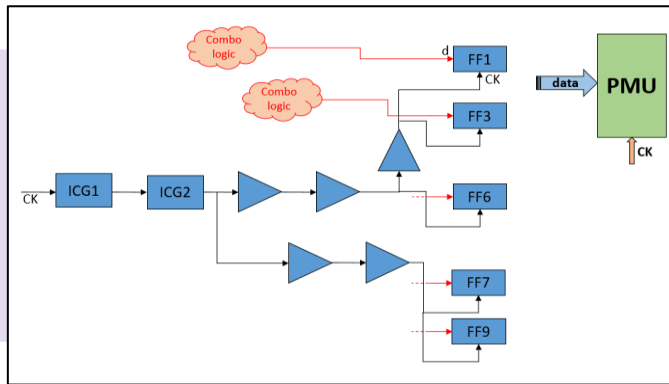 Combo
logic
d
FF1
CK
data
PMU
Combo
logic
FF3
CK
ICG1
ICG2
CK
FF6
FF7
FF9